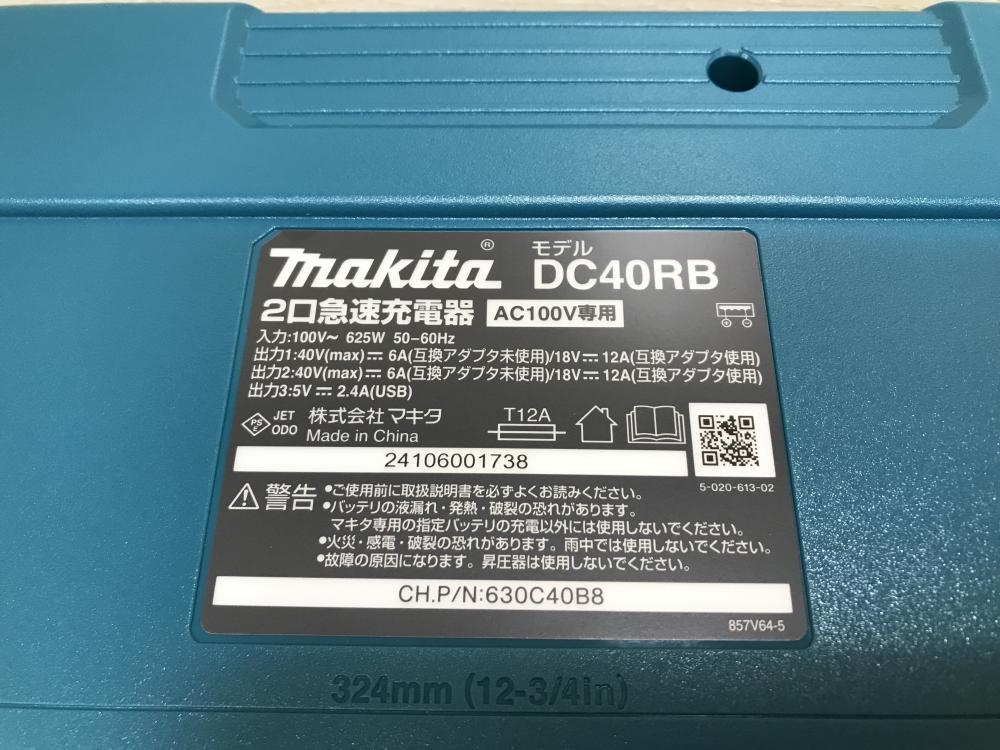 makita®
モデル
DC40RB
2口急速充電器 AC100V専用
入力:100V～ 625W 50–60Hz
出力1:40V(max)⎓ 6A(互換アダプタ未使用)/18V⎓ 12A(互換アダプタ使用)
出力2:40V(max)⎓ 6A(互換アダプタ未使用)/18V⎓ 12A(互換アダプタ使用)
出力3:5V⎓ 2.4A(USB)
PS E JET ODO 株式会社マキタ
Made in China
T12A
24106001738
5-020-613-02
警告 •ご使用前に取扱説明書を必ずよくお読みください。
•バッテリの液漏れ・発熱・破裂の恐れがあります。
マキタ専用の指定バッテリの充電以外には使用しないでください。
•火災・感電・破裂の恐れがあります。雨中では使用しないでください。
•故障の原因になります。昇圧器は使用しないでください。
CH.P/N:630C40B8
857V64-5
324mm (12-3/4in)